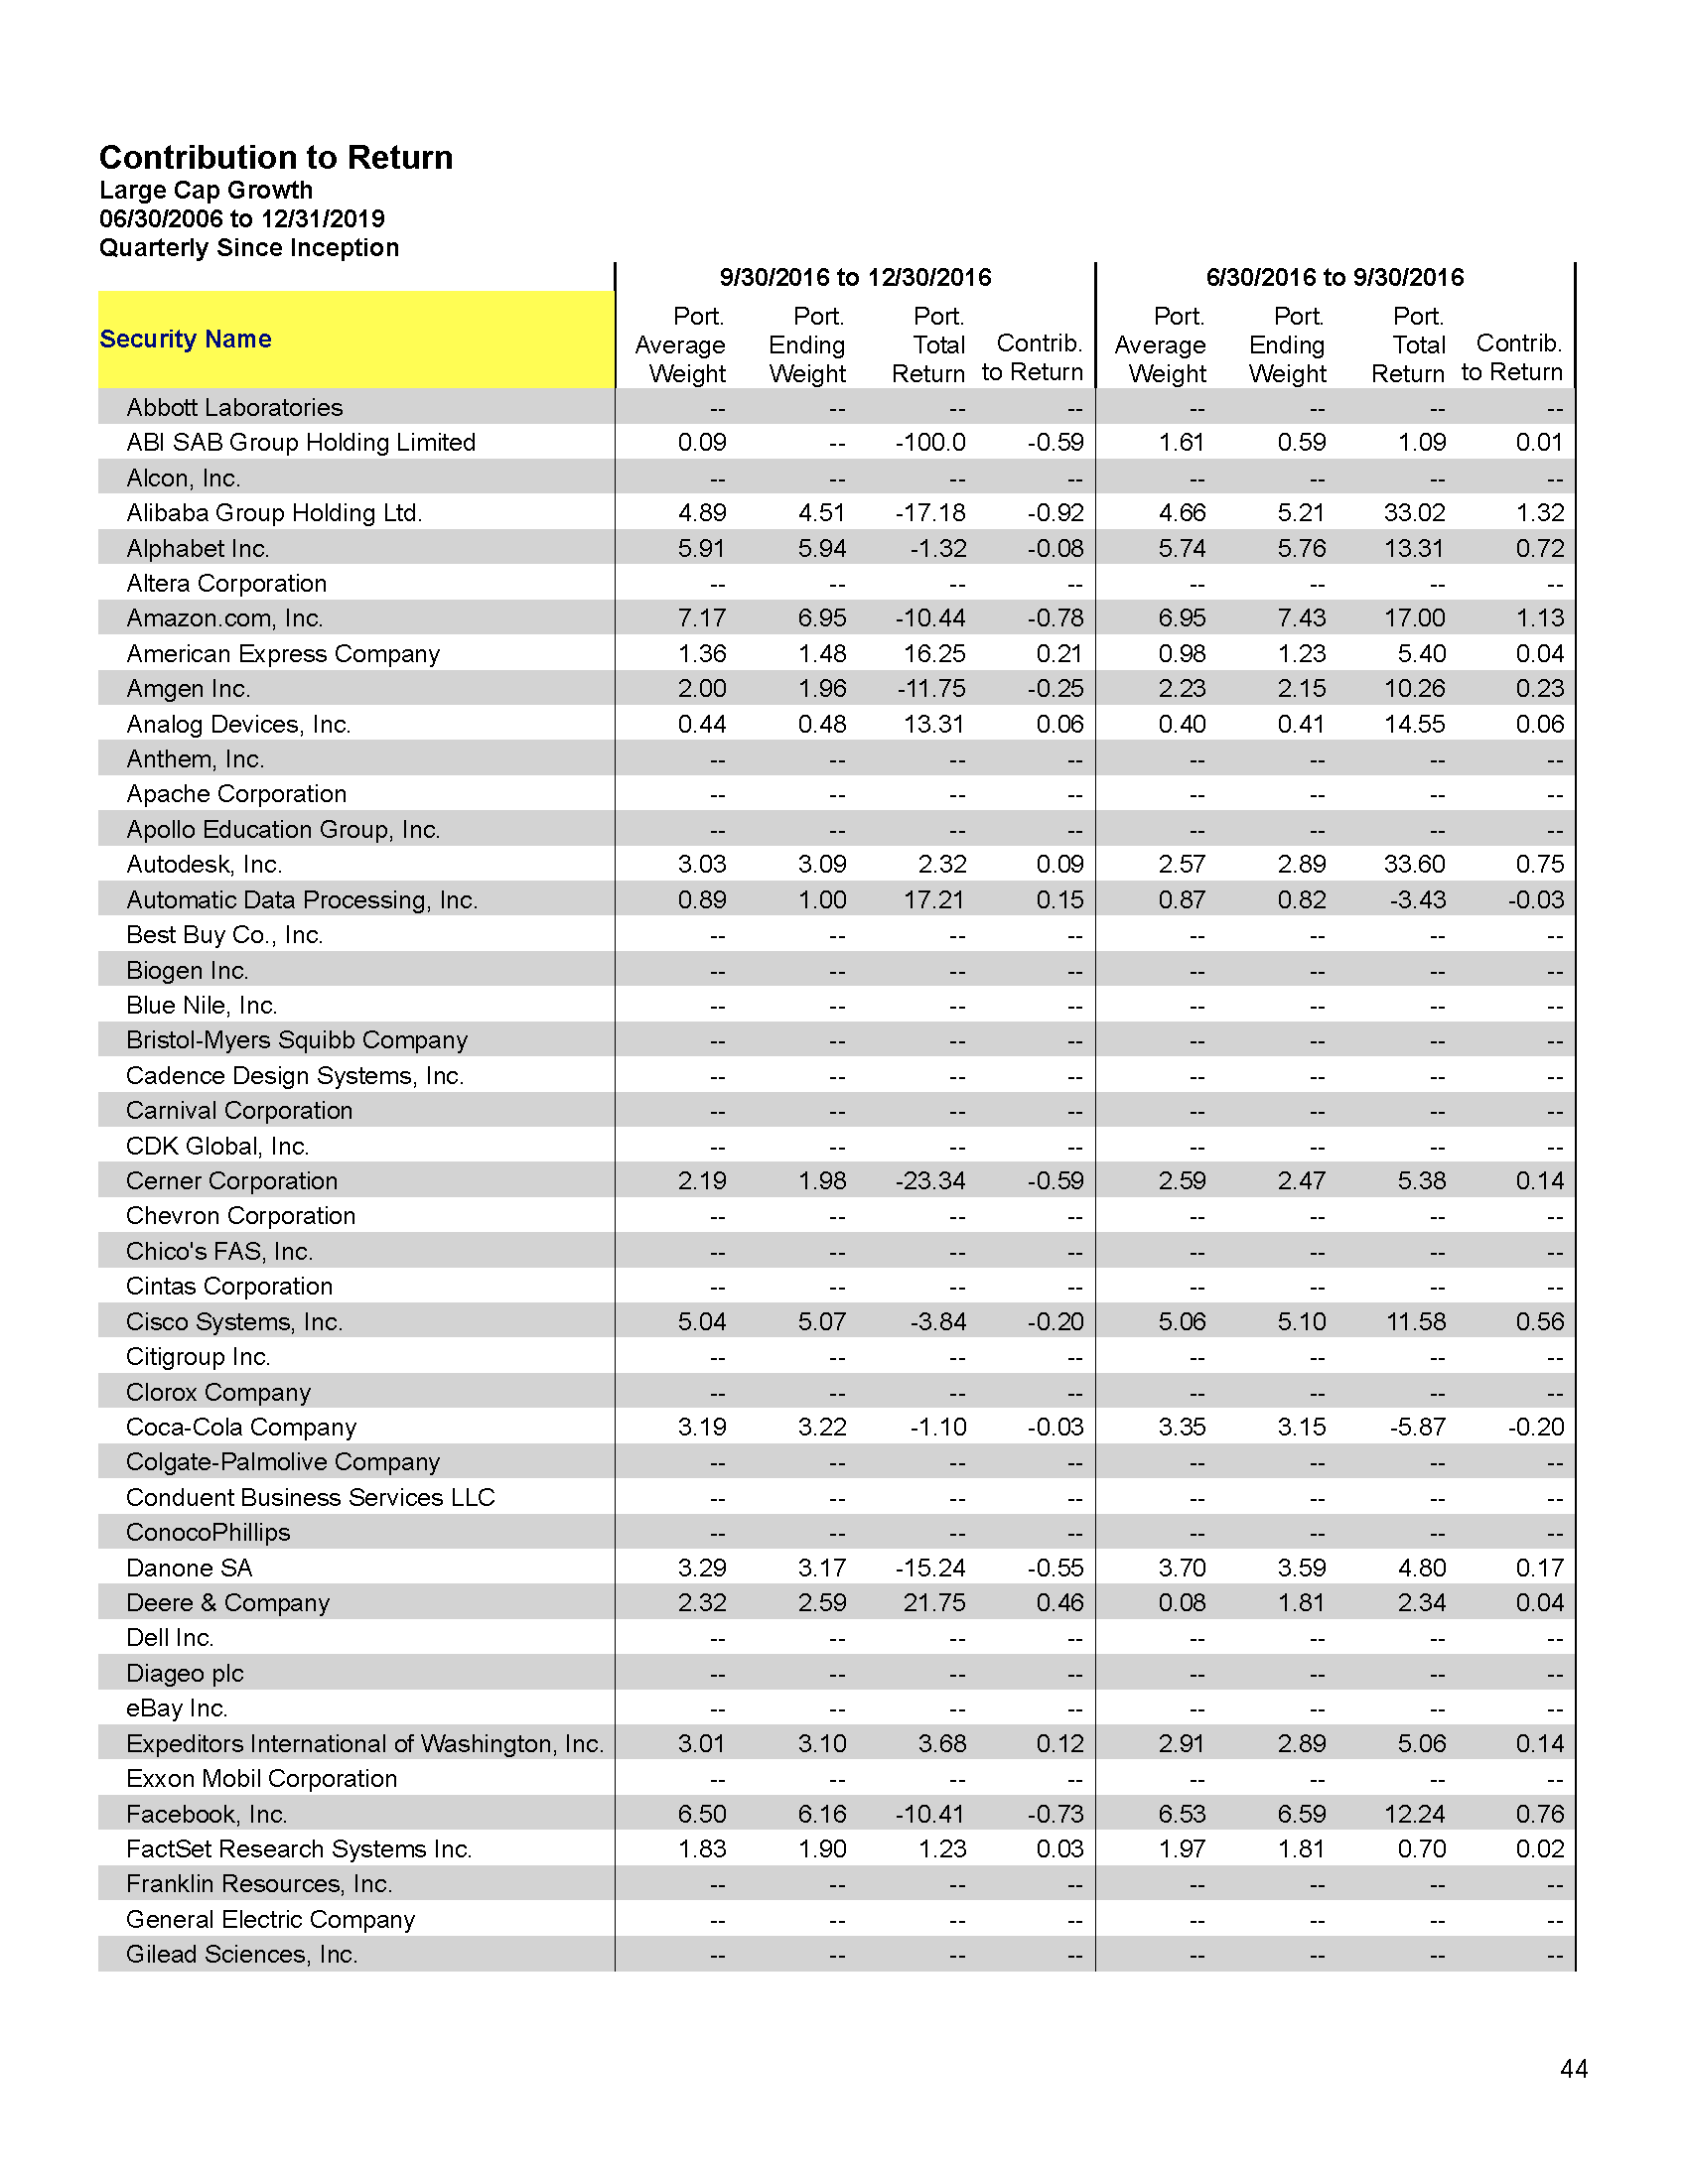 Contribution to Return
Large Cap Growth
06/30/2006 to 12/31/2019
Quarterly Since Inception
9/30/2016 to 12/30/2016 6/30/2016 to 9/30/2016
Security Name Port. Average Weight Port. Ending Weight Port. Total Return Contrib. to Return Port. Average Weight Port. Ending Weight Port. Total Return Contrib. to Return
Abbott Laboratories -- -- -- -- -- -- -- --
ABI SAB Group Holding Limited 0.09 -- -100.0 -0.59 1.61 0.59 1.09 0.01
Alcon, Inc. -- -- -- -- -- -- -- --
Alibaba Group Holding Ltd. 4.89 4.51 -17.18 -0.92 4.66 5.21 33.02 1.32
Alphabet Inc. 5.91 5.94 -1.32 -0.08 5.74 5.76 13.31 0.72
Altera Corporation -- -- -- -- -- -- -- --
Amazon.com, Inc. 7.17 6.95 -10.44 -0.78 6.95 7.43 17.00 1.13
American Express Company 1.36 1.48 16.25 0.21 0.98 1.23 5.40 0.04
Amgen Inc. 2.00 1.96 -11.75 -0.25 2.23 2.15 10.26 0.23
Analog Devices, Inc. 0.44 0.48 13.31 0.06 0.40 0.41 14.55 0.06
Anthem, Inc. -- -- -- -- -- -- -- --
Apache Corporation -- -- -- -- -- -- -- --
Apollo Education Group, Inc. -- -- -- -- -- -- -- --
Autodesk, Inc. 3.03 3.09 2.32 0.09 2.57 2.89 33.60 0.75
Automatic Data Processing, Inc. 0.89 1.00 17.21 0.15 0.87 0.82 -3.43 -0.03
Best Buy Co., Inc. -- -- -- -- -- -- -- --
Biogen Inc. -- -- -- -- -- -- -- --
Blue Nile, Inc. -- -- -- -- -- -- -- --
Bristol-Myers Squibb Company -- -- -- -- -- -- -- --
Cadence Design Systems, Inc. -- -- -- -- -- -- -- --
Carnival Corporation -- -- -- -- -- -- -- --
CDK Global, Inc. -- -- -- -- -- -- -- --
Cerner Corporation 2.19 1.98 -23.34 -0.59 2.59 2.47 5.38 0.14
Chevron Corporation -- -- -- -- -- -- -- --
Chico's FAS, Inc. -- -- -- -- -- -- -- --
Cintas Corporation -- -- -- -- -- -- -- --
Cisco Systems, Inc. 5.04 5.07 -3.84 -0.20 5.06 5.10 11.58 0.56
Citigroup Inc. -- -- -- -- -- -- -- --
Clorox Company -- -- -- -- -- -- -- --
Coca-Cola Company 3.19 3.22 -1.10 -0.03 3.35 3.15 -5.87 -0.20
Colgate-Palmolive Company -- -- -- -- -- -- -- --
Conduent Business Services LLC -- -- -- -- -- -- -- --
ConocoPhillips -- -- -- -- -- -- -- --
Danone SA 3.29 3.17 -15.24 -0.55 3.70 3.59 4.80 0.17
Deere & Company 2.32 2.59 21.75 0.46 0.08 1.81 2.34 0.04
Dell Inc. -- -- -- -- -- -- -- --
Diageo plc -- -- -- -- -- -- -- --
eBay Inc. -- -- -- -- -- -- -- --
Expeditors International of Washington, Inc. 3.01 3.10 3.68 0.12 2.91 2.89 5.06 0.14
Exxon Mobil Corporation -- -- -- -- -- -- -- --
Facebook, Inc. 6.50 6.16 -10.41 -0.73 6.53 6.59 12.24 0.76
FactSet Research Systems Inc. 1.83 1.90 1.23 0.03 1.97 1.81 0.70 0.02
Franklin Resources, Inc. -- -- -- -- -- -- -- --
General Electric Company -- -- -- -- -- -- -- --
Gilead Sciences, Inc. -- -- -- -- -- -- -- --
44